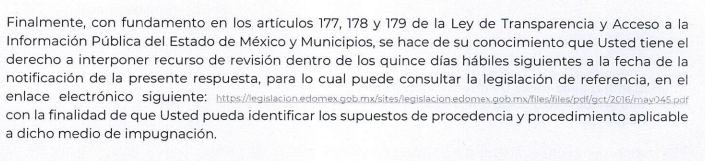 Finalmente, con fundamento en los artículos 177, 178 y 179 de la Ley de Transparencia y Acceso a la
Información Pública del Estado de México y Municipios, se hace de su conocimiento que Usted tiene el
derecho a interponer recurso de revisión dentro de los quince días hábiles siguientes a la fecha de la
notificación de la presente respuesta, para lo cual puede consultar la legislación de referencia, en el
enlace electrónico siguiente: https://legislacion.edomex.gob.mx/sites/legislacion.edomex.gob.mx/files/files/pdf/gct/2016/may045.pdf
con la finalidad de que Usted pueda identificar los supuestos de procedencia y procedimiento aplicable
a dicho medio de impugnación.